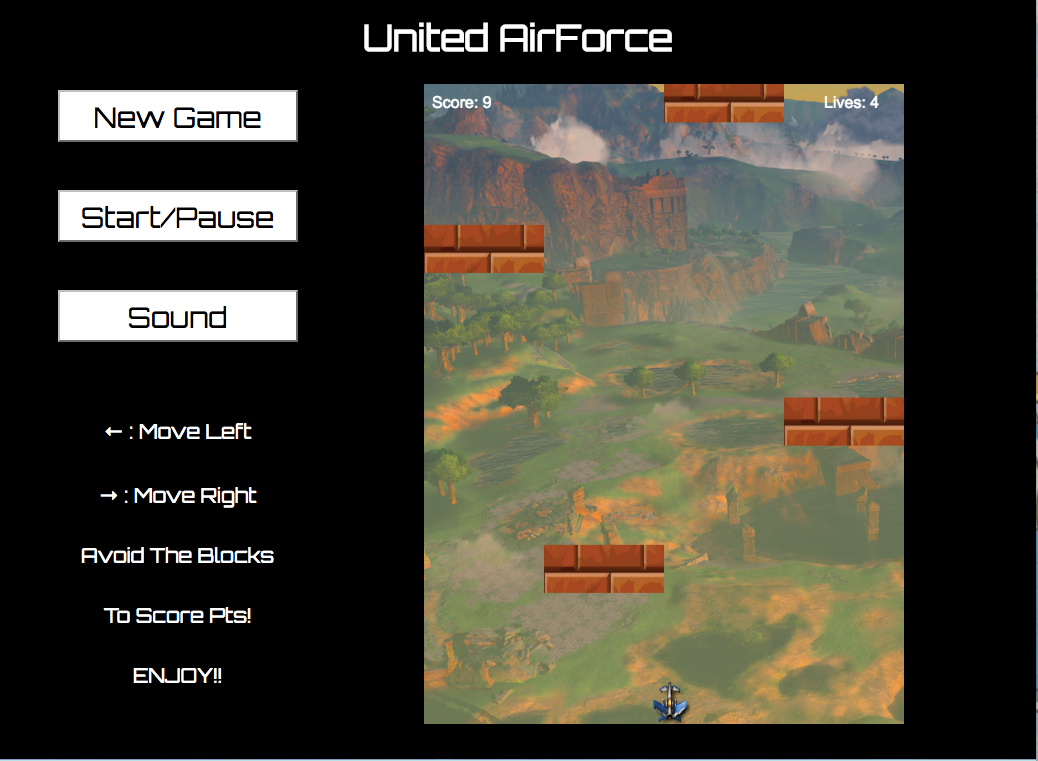 United AirForce
New Game
Start/Pause
Sound
← : Move Left
→ : Move Right
Avoid The Blocks
To Score Pts!
ENJOY!!
Score: 9
Lives: 4